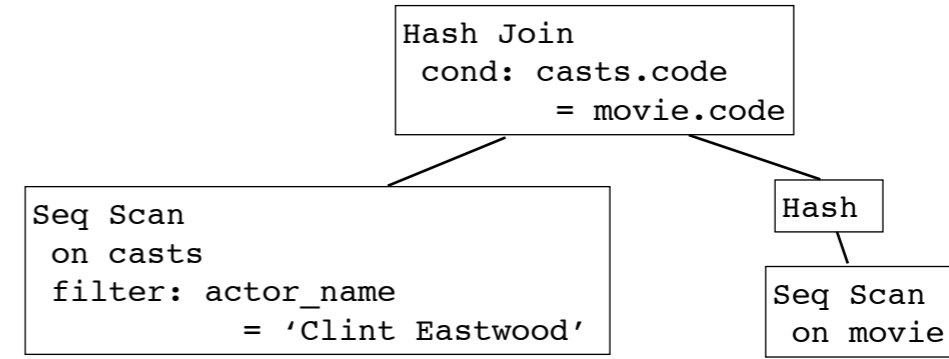 Hash Join
cond: casts.code
= movie.code
Seq Scan
on casts
filter: actor_name
= ‘Clint Eastwood’
Hash
Seq Scan
on movie